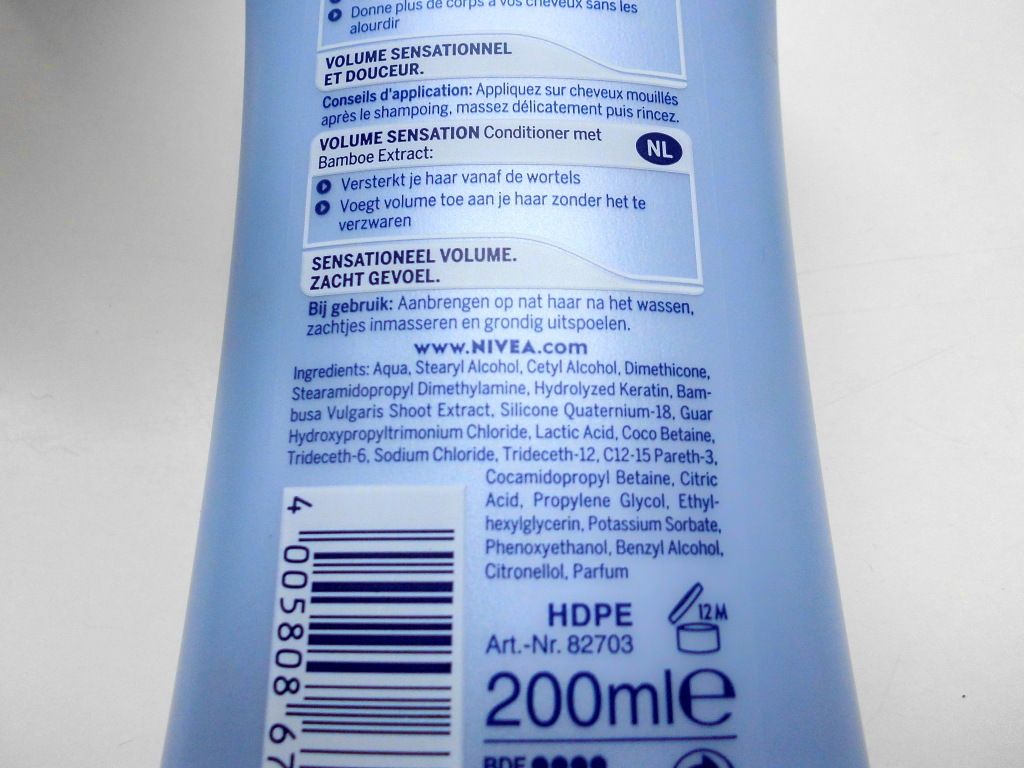 Donne plus de corps à vos cheveux sans les
alourdir
VOLUME SENSATIONNEL
ET DOUCEUR.
Conseils d'application: Appliquez sur cheveux mouillés
après le shampoing, massez délicatement puis rincez.
VOLUME SENSATION Conditioner met
Bamboe Extract:
NL
Versterkt je haar vanaf de wortels
Voegt volume toe aan je haar zonder het te
verzwaren
SENSATIONEEL VOLUME.
ZACHT GEVOEL.
Bij gebruik: Aanbrengen op nat haar na het wassen,
zachtjes inmasseren en grondig uitspoelen.
www.NIVEA.com
Ingredients: Aqua, Stearyl Alcohol, Cetyl Alcohol, Dimethicone,
Stearamidopropyl Dimethylamine, Hydrolyzed Keratin, Bam-
busa Vulgaris Shoot Extract, Silicone Quaternium-18, Guar
Hydroxypropyltrimonium Chloride, Lactic Acid, Coco Betaine,
Trideceth-6, Sodium Chloride, Trideceth-12, C12-15 Pareth-3,
Cocamidopropyl Betaine, Citric
Acid, Propylene Glycol, Ethyl-
hexylglycerin, Potassium Sorbate,
Phenoxyethanol, Benzyl Alcohol,
Citronellol, Parfum
4 005808 67
HDPE
12 M
Art.-Nr. 82703
200ml e
BDF